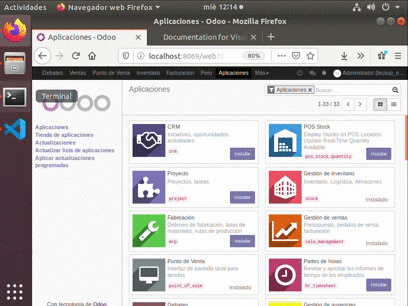 Actividades Navegador web Firefox mié 12:14
Aplicaciones - Odoo - Mozilla Firefox
Aplicaciones - Odoo
Documentation for Visu
localhost:8069/web?
80%
Debates Ventas Punto de Venta Inventario Facturación Para Aplicaciones Más
Administrador
Terminal
Aplicaciones
Tienda de aplicaciones
Actualizaciones
Actualizar lista de aplicaciones
Aplicar actualizaciones
programadas
Con tecnología de Odoo
Aplicaciones
Aplicaciones
Buscar...
1-33 / 33
CRM
Iniciativas, oportunidades,
actividades
crm
Instalar
POS Stock
Display Stocks on POS Location.
Update Real-Time Quantity
Available
pos_stock_quantity
Instalar
Proyecto
Proyectos, tareas
project
Instalar
Gestión de inventario
Inventario, Logística, Almacenes
stock
Instalado
Fabricación
Órdenes de fabricación, listas de
materiales, rutas de producción
mrp
Instalar
Gestión de ventas
Presupuestos, pedidos de venta,
facturación
sale_management
Instalado
Punto de Venta
Interfaz de pantalla táctil para
tiendas
point_of_sale
Instalado
Partes de horas
Revisar y aprobar los informes de
tiempo de los empleados.
hr_timesheet
Instalar
Debates
Gestión de ausencias